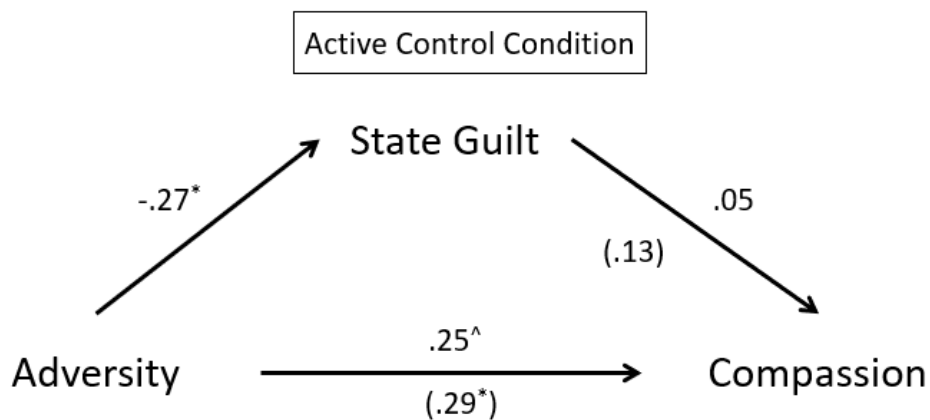 Active Control Condition
State Guilt
-.27*
.05
(.13)
.25^
Adversity
Compassion
(.29*)